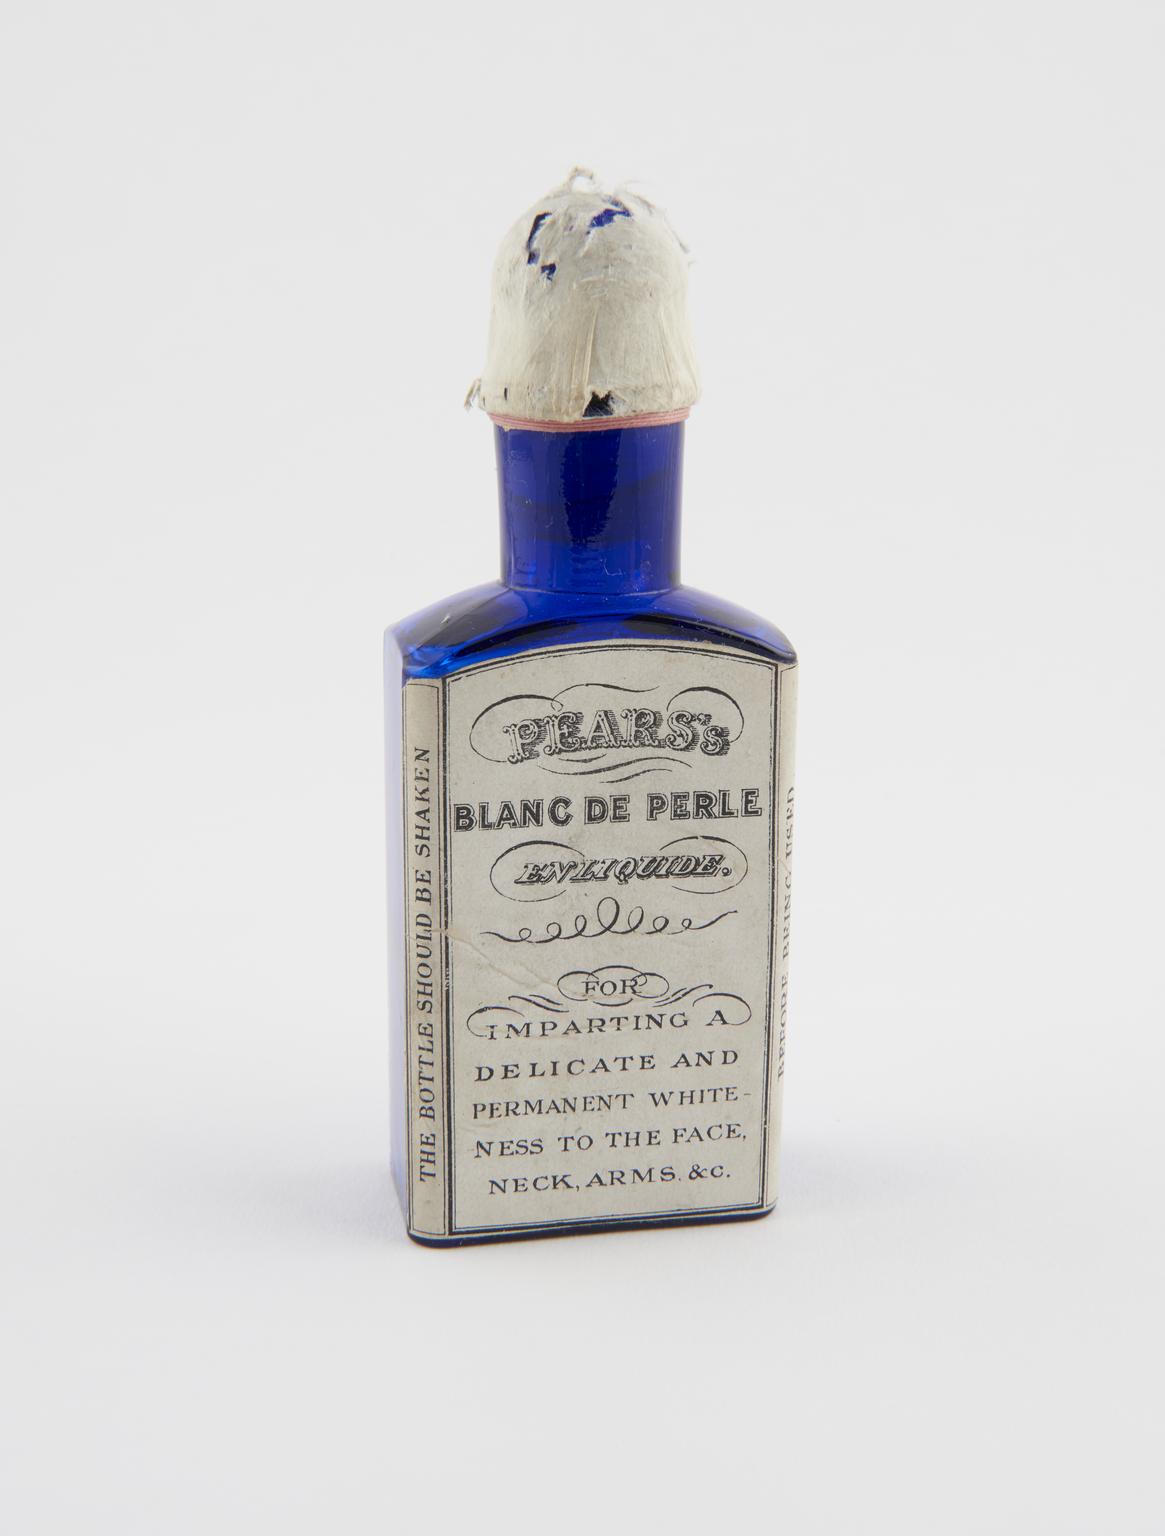 PEARS's
BLANC DE PERLE
EN LIQUIDE.
FOR
IMPARTING A
DELICATE AND
PERMANENT WHITE-
NESS TO THE FACE,
NECK, ARMS. &c.
THE BOTTLE SHOULD BE SHAKEN
BEFORE BEING USED